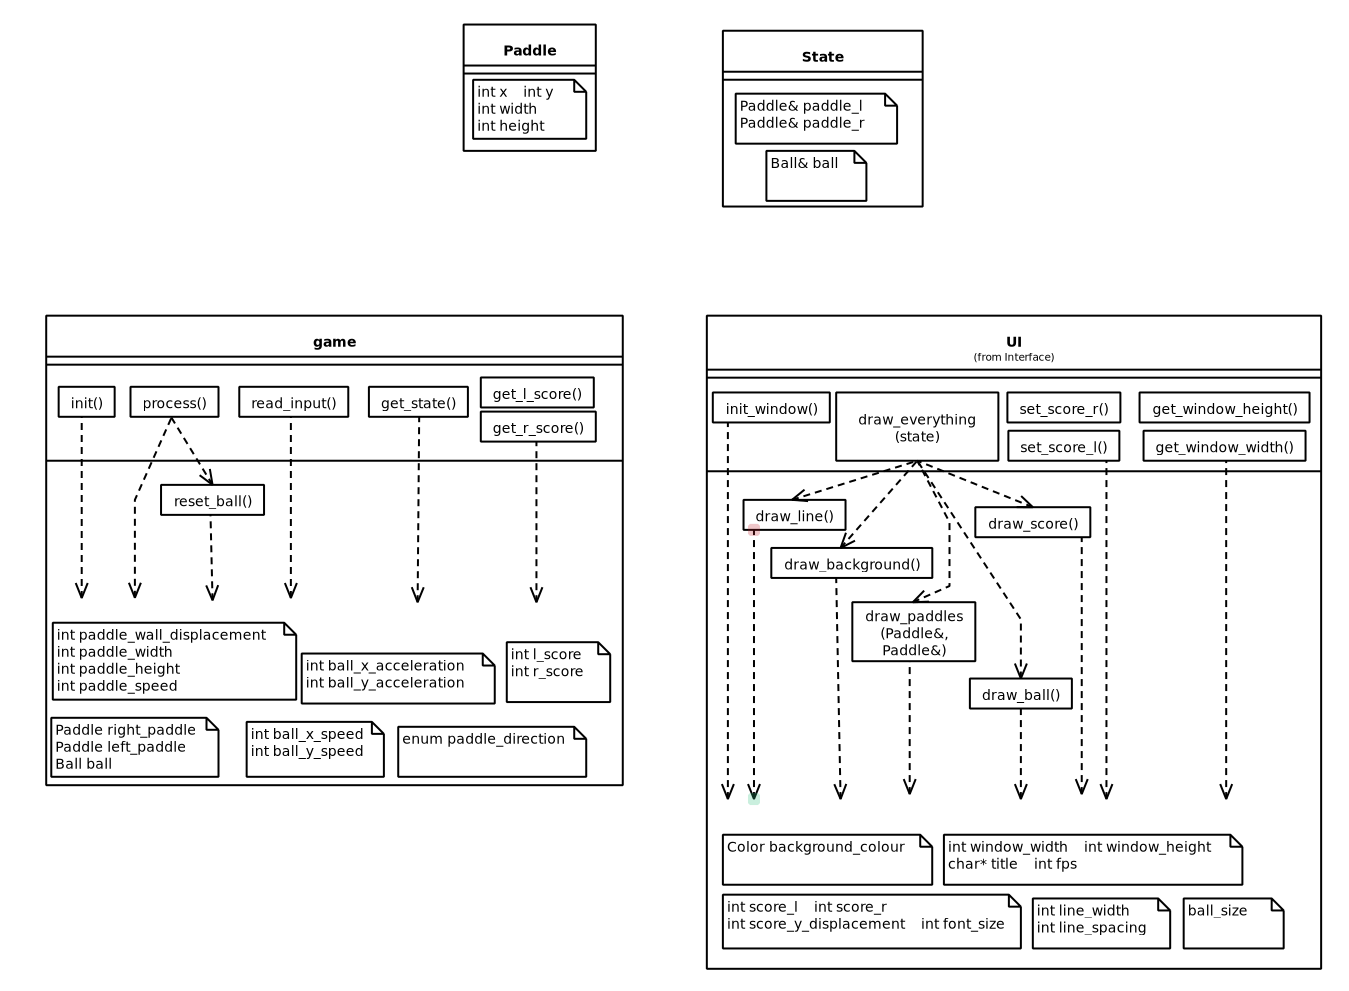 Paddle
int x    int y
int width
int height
State
Paddle& paddle_l
Paddle& paddle_r
Ball& ball
game
init()
process()
read_input()
get_state()
get_l_score()
get_r_score()
reset_ball()
int paddle_wall_displacement
int paddle_width
int paddle_height
int paddle_speed
int ball_x_acceleration
int ball_y_acceleration
int l_score
int r_score
Paddle right_paddle
Paddle left_paddle
Ball ball
int ball_x_speed
int ball_y_speed
enum paddle_direction
UI
(from Interface)
init_window()
draw_everything
(state)
set_score_r()
set_score_l()
get_window_height()
get_window_width()
draw_line()
draw_score()
draw_background()
draw_paddles
(Paddle&,
Paddle&)
draw_ball()
Color background_colour
int window_width    int window_height
char* title    int fps
int score_l    int score_r
int score_y_displacement    int font_size
int line_width
int line_spacing
ball_size